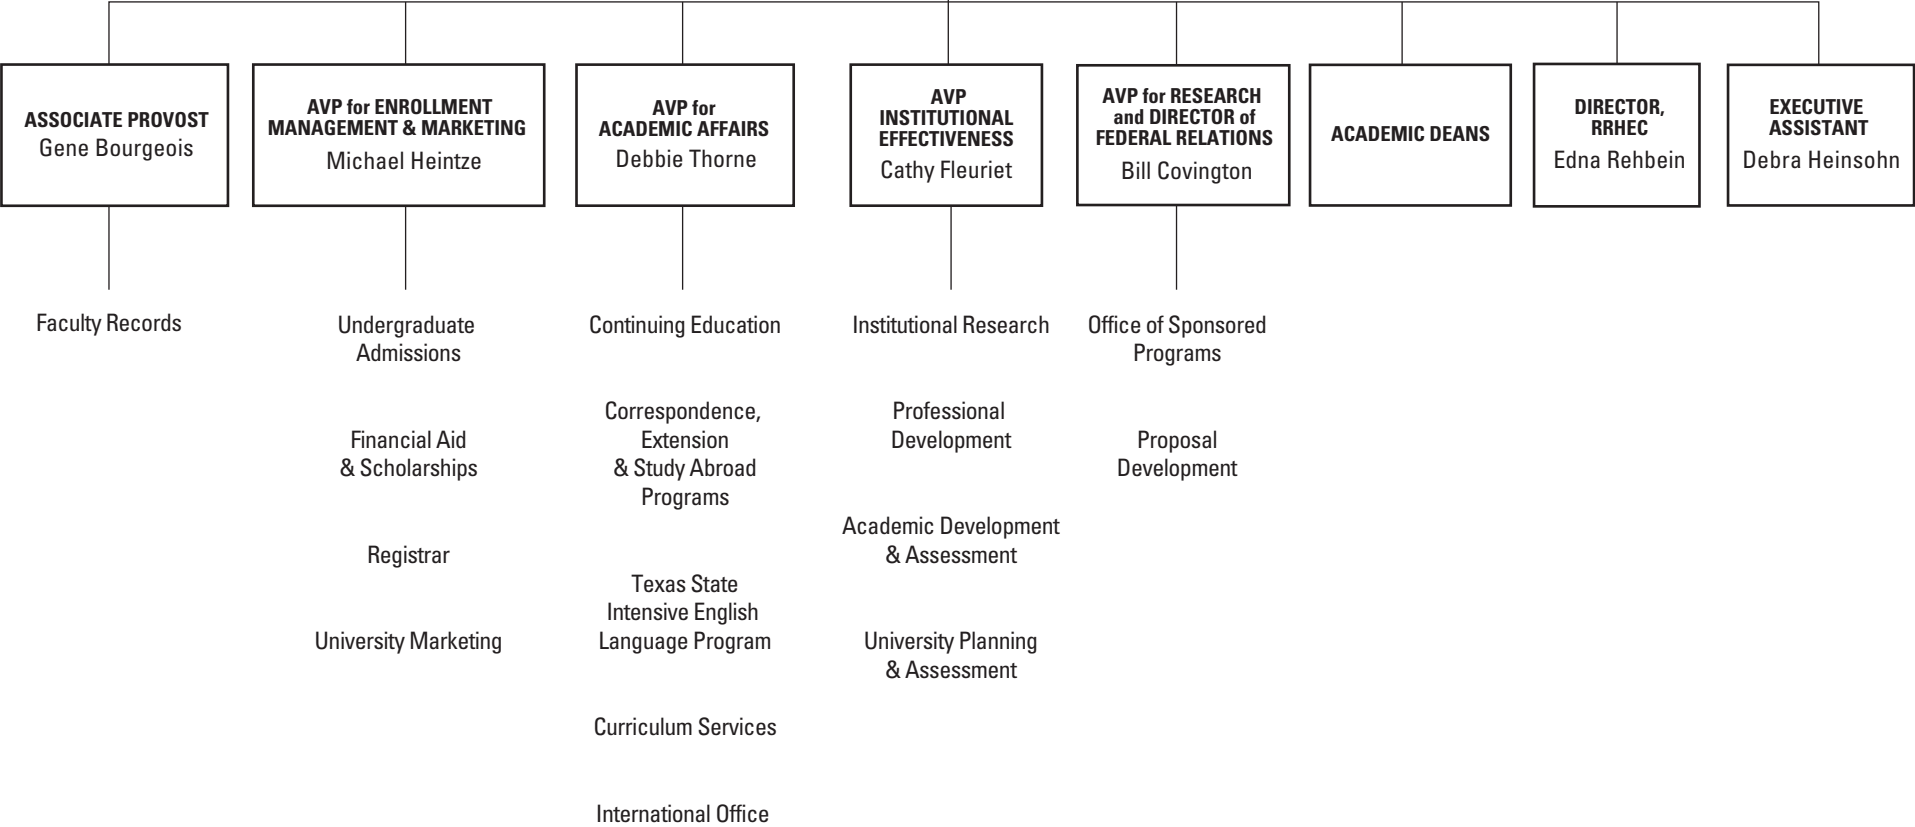 ASSOCIATE PROVOST
Gene Bourgeois
AVP for ENROLLMENT
MANAGEMENT & MARKETING
Michael Heintze
AVP for
ACADEMIC AFFAIRS
Debbie Thorne
AVP
INSTITUTIONAL
EFFECTIVENESS
Cathy Fleuriet
AVP for RESEARCH
and DIRECTOR of
FEDERAL RELATIONS
Bill Covington
ACADEMIC DEANS
DIRECTOR,
RRHEC
Edna Rehbein
EXECUTIVE
ASSISTANT
Debra Heinsohn
Faculty Records
Undergraduate
Admissions
Financial Aid
& Scholarships
Registrar
University Marketing
Continuing Education
Correspondence,
Extension
& Study Abroad
Programs
Texas State
Intensive English
Language Program
Curriculum Services
International Office
Institutional Research
Professional
Development
Academic Development
& Assessment
University Planning
& Assessment
Office of Sponsored
Programs
Proposal
Development